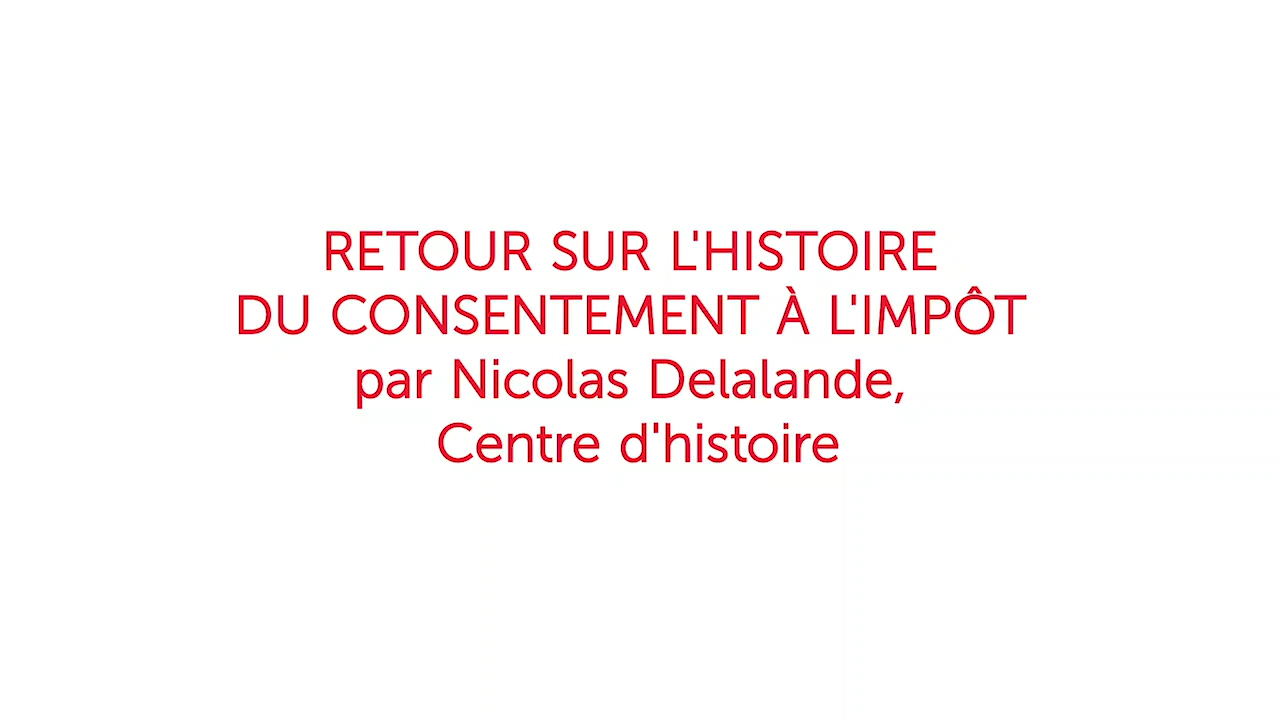 RETOUR SUR L'HISTOIRE
DU CONSENTEMENT À L'IMPÔT
par Nicolas Delalande,
Centre d'histoire